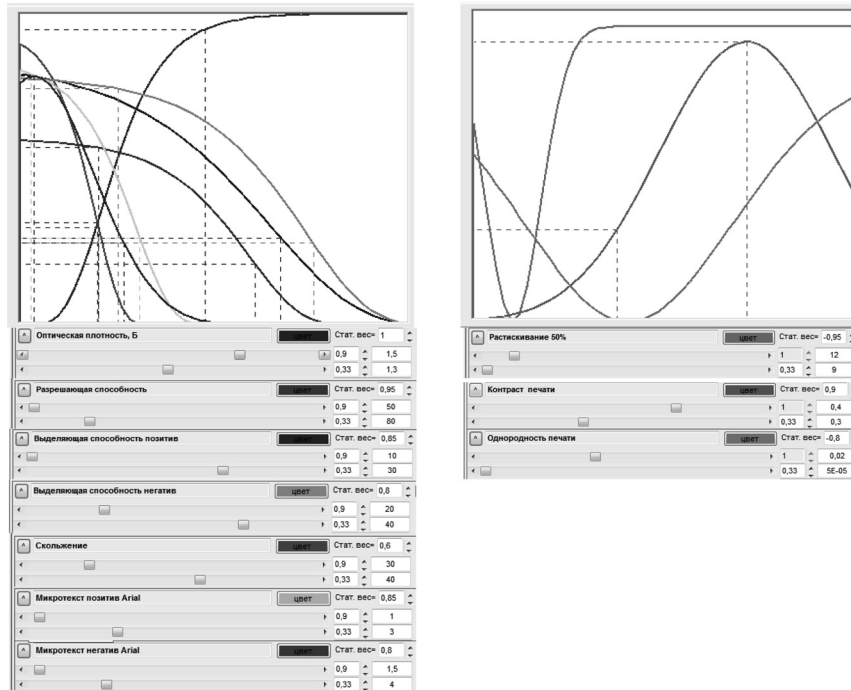 Оптическая плотность, Б цвет Стат. вес= 1
0,9 1,5
0,33 1,3
Разрешающая способность цвет Стат. вес= 0,95
0,9 50
0,33 80
Выделяющая способность позитив цвет Стат. вес= 0,85
0,9 10
0,33 30
Выделяющая способность негатив цвет Стат. вес= 0,8
0,9 20
0,33 40
Скольжение цвет Стат. вес= 0,6
0,9 30
0,33 40
Микротекст позитив Arial цвет Стат. вес= 0,85
0,9 1
0,33 3
Микротекст негатив Arial цвет Стат. вес= 0,8
0,9 1,5
0,33 4
Растискивание 50% цвет Стат. вес= -0,95
1 12
0,33 9
Контраст печати цвет Стат. вес= 0,9
1 0,4
0,33 0,3
Однородность печати цвет Стат. вес= -0,8
1 0,02
0,33 5E-05